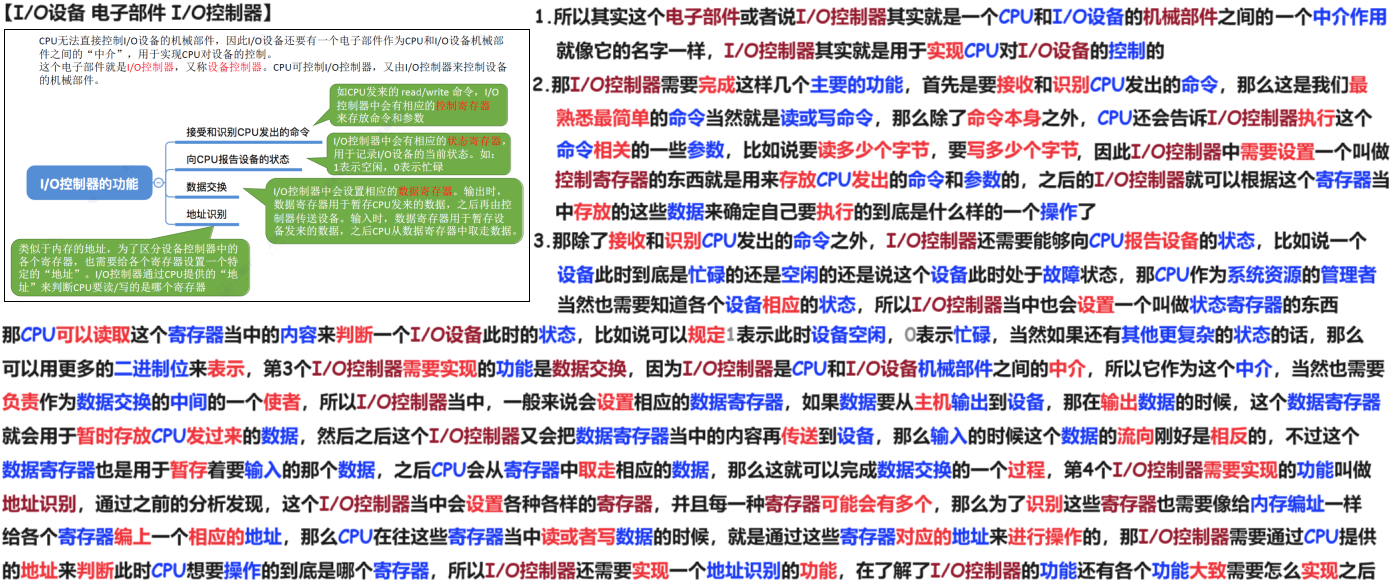 【I/O设备 电子部件 I/O控制器】
CPU无法直接控制I/O设备的机械部件，因此I/O设备还要有一个电子部件作为CPU和I/O设备机械部
件之间的“中介”，用于实现CPU对设备的控制。
这个电子部件就是I/O控制器，又称设备控制器。CPU可控制I/O控制器，又由I/O控制器来控制设备
的机械部件。
I/O控制器的功能
接受和识别CPU发出的命令
如CPU发来的 read/write 命令，I/O
控制器中会有相应的控制寄存器
来存放命令和参数
向CPU报告设备的状态
I/O控制器中会有相应的状态寄存器，
用于记录I/O设备的当前状态。如：
1表示空闲，0表示忙碌
数据交换
I/O控制器中会设置相应的数据寄存器。输出时，
数据寄存器用于暂存CPU发来的数据，之后再由控
制器传送设备。输入时，数据寄存器用于暂存设
备发来的数据，之后CPU从数据寄存器中取走数据。
地址识别
类似于内存的地址，为了区分设备控制器中的
各个寄存器，也需要给各个寄存器设置一个特
定的“地址”。I/O控制器通过CPU提供的“地
址”来判断CPU要读/写的是哪个寄存器
1.所以其实这个电子部件或者说I/O控制器其实就是一个CPU和I/O设备的机械部件之间的一个中介作用
就像它的名字一样，I/O控制器其实就是用于实现CPU对I/O设备的控制的
2.那I/O控制器需要完成这样几个主要的功能，首先是要接收和识别CPU发出的命令，那么这是我们最
熟悉最简单的命令当然就是读或写命令，那么除了命令本身之外，CPU还会告诉I/O控制器执行这个
命令相关的一些参数，比如说要读多少个字节，要写多少个字节，因此I/O控制器中需要设置一个叫做
控制寄存器的东西就是用来存放CPU发出的命令和参数的，之后的I/O控制器就可以根据这个寄存器当
中存放的这些数据来确定自己要执行的到底是什么样的一个操作了
3.那除了接收和识别CPU发出的命令之外，I/O控制器还需要能够向CPU报告设备的状态，比如说一个
设备此时到底是忙碌的还是空闲的还是说这个设备此时处于故障状态，那CPU作为系统资源的管理者
当然也需要知道各个设备相应的状态，所以I/O控制器当中也会设置一个叫做状态寄存器的东西
那CPU可以读取这个寄存器当中的内容来判断一个I/O设备此时的状态，比如说可以规定1表示此时设备空闲，0表示忙碌，当然如果还有其他更复杂的状态的话，那么
可以用更多的二进制位来表示，第3个I/O控制器需要实现的功能是数据交换，因为I/O控制器是CPU和I/O设备机械部件之间的中介，所以它作为这个中介，当然也需要
负责作为数据交换的中间的一个使者，所以I/O控制器当中，一般来说会设置相应的数据寄存器，如果数据要从主机输出到设备，那在输出数据的时候，这个数据寄存器
就会用于暂时存放CPU发过来的数据，然后之后这个I/O控制器又会把数据寄存器当中的内容再传送到设备，那么输入的时候这个数据的流向刚好是相反的，不过这个
数据寄存器也是用于暂存着要输入的那个数据，之后CPU会从寄存器中取走相应的数据，那么这就可以完成数据交换的一个过程，第4个I/O控制器需要实现的功能叫做
地址识别，通过之前的分析发现，这个I/O控制器当中会设置各种各样的寄存器，并且每一种寄存器可能会有多个，那么为了识别这些寄存器也需要像给内存编址一样
给各个寄存器编上一个相应的地址，那么CPU在往这些寄存器当中读或者写数据的时候，就是通过这些寄存器对应的地址来进行操作的，那I/O控制器需要通过CPU提供
的地址来判断此时CPU想要操作的到底是哪个寄存器，所以I/O控制器还需要实现一个地址识别的功能，在了解了I/O控制器的功能还有各个功能大致需要怎么实现之后